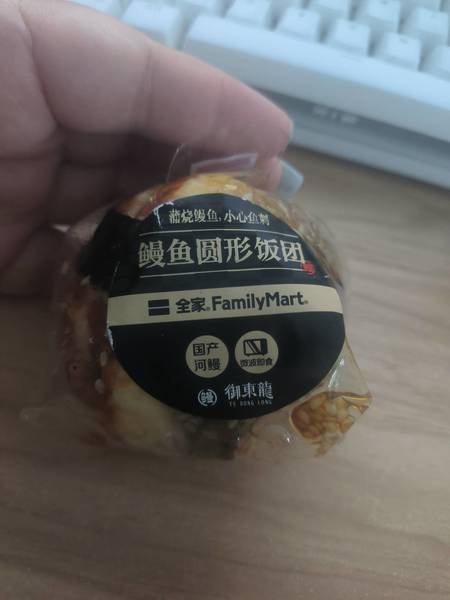 蒲烧鳗鱼,小心鱼刺
鳗鱼圆形饭团
全家® FamilyMart®
国产
河鳗
微波即食
御東龍
YU DONG LONG